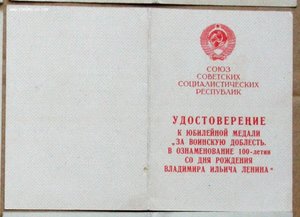 СОЮЗ
СОВЕТСКИХ
СОЦИАЛИСТИЧЕСКИХ
РЕСПУБЛИК
УДОСТОВЕРЕНИЕ
К ЮБИЛЕЙНОЙ МЕДАЛИ
„ЗА ВОИНСКУЮ ДОБЛЕСТЬ.
В ОЗНАМЕНОВАНИЕ 100-летия
СО ДНЯ РОЖДЕНИЯ
ВЛАДИМИРА ИЛЬИЧА ЛЕНИНА“